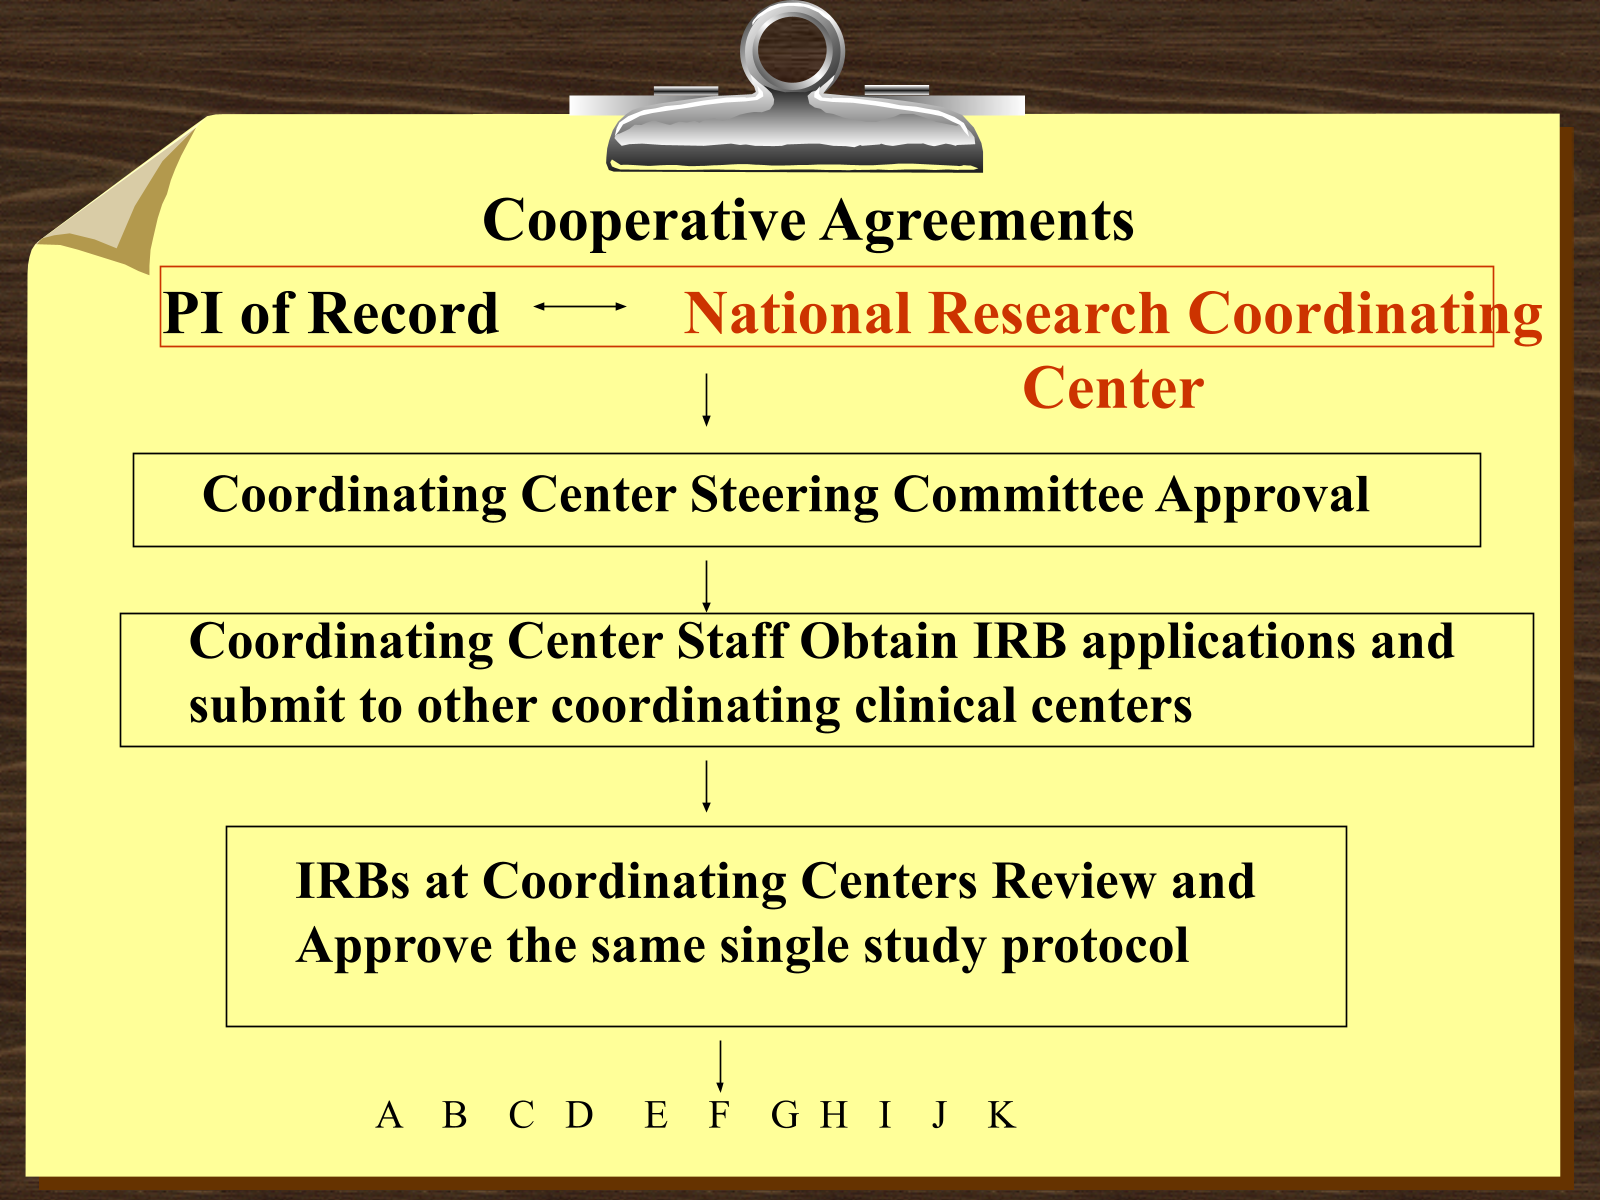 Cooperative Agreements
PI of Record National Research Coordinating
Center
Coordinating Center Steering Committee Approval
Coordinating Center Staff Obtain IRB applications and
submit to other coordinating clinical centers
IRBs at Coordinating Centers Review and
Approve the same single study protocol
A B C D E F G H I J K